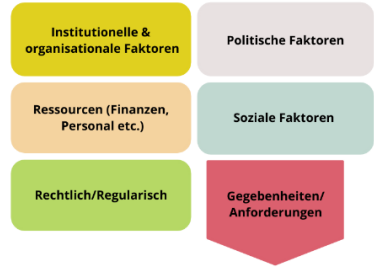 Institutionelle &
organisationale Faktoren
Politische Faktoren
Ressourcen (Finanzen,
Personal etc.)
Soziale Faktoren
Rechtlich/Regularisch
Gegebenheiten/
Anforderungen